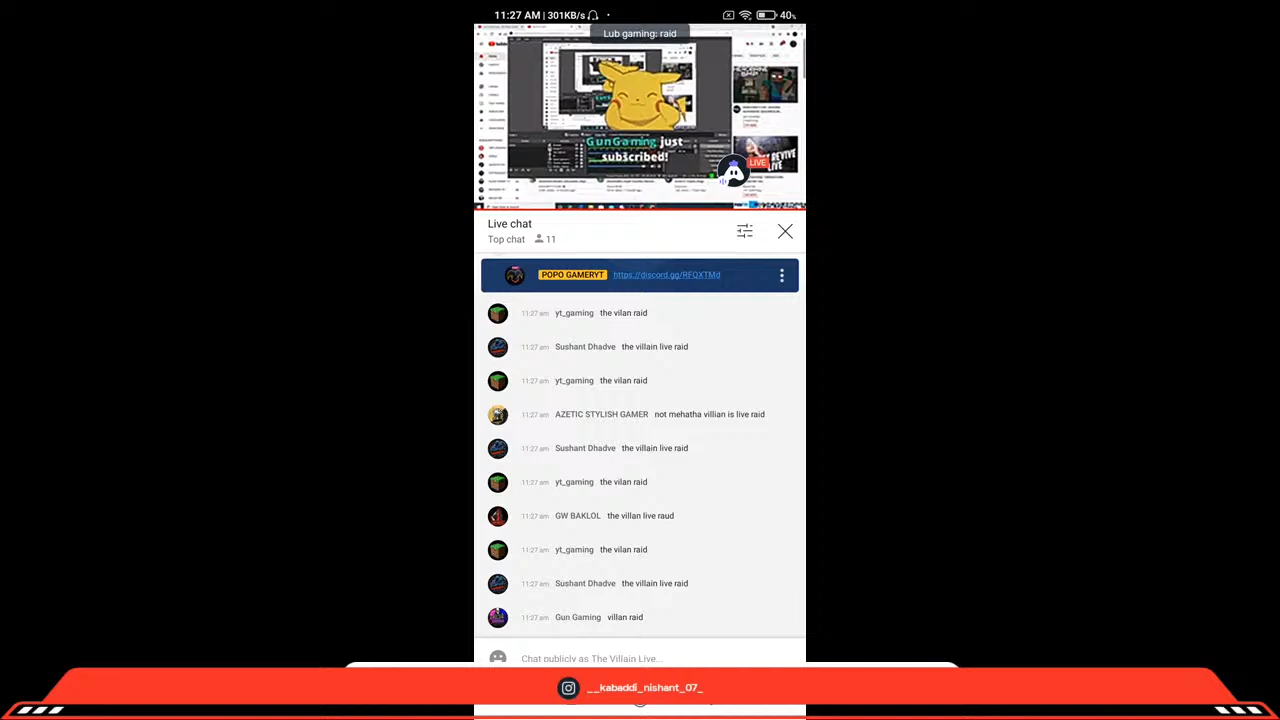 11:27 AM | 301KB/s
40%
Lub gaming: raid
GunGaming just
subscribed!
LIVE
REVIVE
LIVE
Live chat
Top chat 11
POPO GAMERYT https://discord.gg/RFQXTMd
11:27 am yt_gaming the vilan raid
11:27 am Sushant Dhadve the villain live raid
11:27 am yt_gaming the vilan raid
11:27 am AZETIC STYLISH GAMER not mehatha villian is live raid
11:27 am Sushant Dhadve the villain live raid
11:27 am yt_gaming the vilan raid
11:27 am GW BAKLOL the villan live raud
11:27 am yt_gaming the vilan raid
11:27 am Sushant Dhadve the villain live raid
11:27 am Gun Gaming villan raid
Chat publicly as The Villain Live...
__kabaddi_nishant_07_